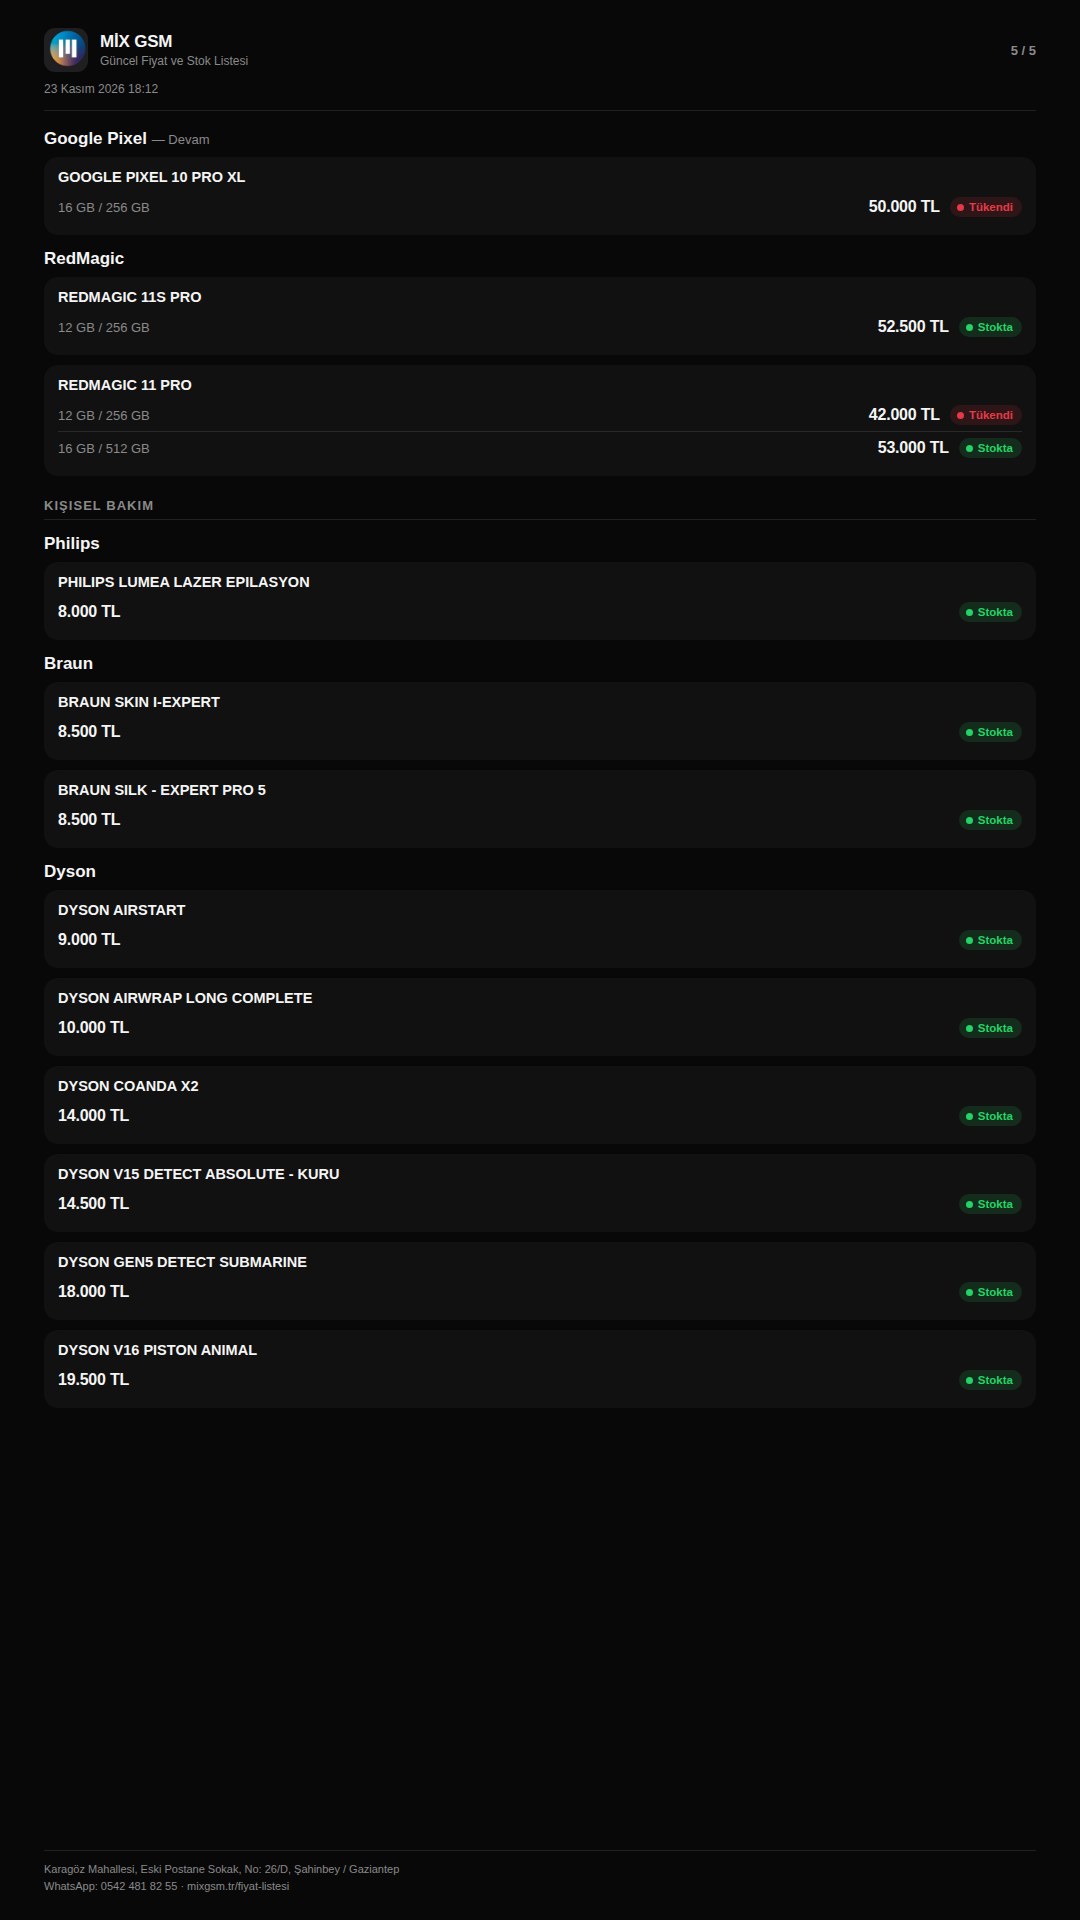 MİX GSM
Güncel Fiyat ve Stok Listesi
5 / 5
23 Kasım 2026 18:12
Google Pixel — Devam
GOOGLE PIXEL 10 PRO XL
16 GB / 256 GB 50.000 TL Tükendi
RedMagic
REDMAGIC 11S PRO
12 GB / 256 GB 52.500 TL Stokta
REDMAGIC 11 PRO
12 GB / 256 GB 42.000 TL Tükendi
16 GB / 512 GB 53.000 TL Stokta
KIŞISEL BAKIM
Philips
PHILIPS LUMEA LAZER EPILASYON
8.000 TL Stokta
Braun
BRAUN SKIN I-EXPERT
8.500 TL Stokta
BRAUN SILK - EXPERT PRO 5
8.500 TL Stokta
Dyson
DYSON AIRSTART
9.000 TL Stokta
DYSON AIRWRAP LONG COMPLETE
10.000 TL Stokta
DYSON COANDA X2
14.000 TL Stokta
DYSON V15 DETECT ABSOLUTE - KURU
14.500 TL Stokta
DYSON GEN5 DETECT SUBMARINE
18.000 TL Stokta
DYSON V16 PISTON ANIMAL
19.500 TL Stokta
Karagöz Mahallesi, Eski Postane Sokak, No: 26/D, Şahinbey / Gaziantep
WhatsApp: 0542 481 82 55 · mixgsm.tr/fiyat-listesi